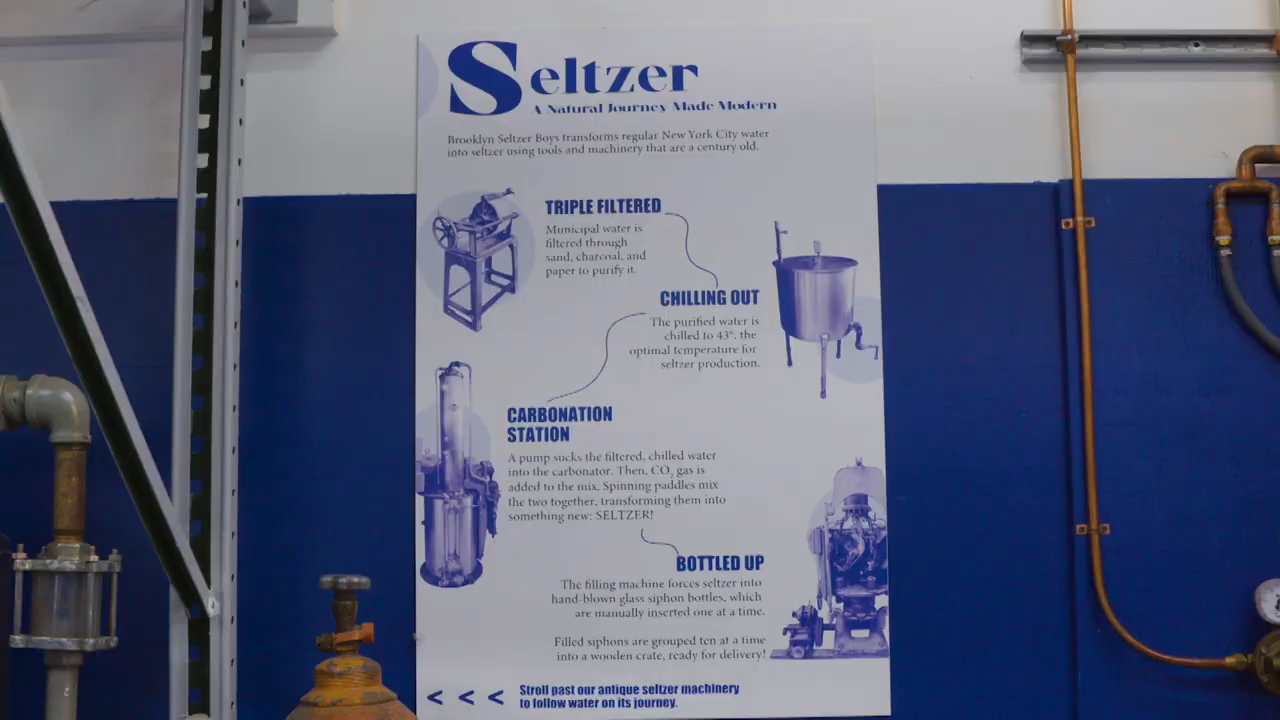 Seltzer
A Natural Journey Made Modern
Brooklyn Seltzer Boys transforms regular New York City water
into seltzer using tools and machinery that are a century old.
TRIPLE FILTERED
Municipal water is
filtered through
sand, charcoal, and
paper to purify it.
CHILLING OUT
The purified water is
chilled to 43°, the
optimal temperature for
seltzer production.
CARBONATION
STATION
A pump sucks the filtered, chilled water
into the carbonator. Then, CO₂ gas is
added to the mix. Spinning paddles mix
the two together, transforming them into
something new: SELTZER!
BOTTLED UP
The filling machine forces seltzer into
hand-blown glass siphon bottles, which
are manually inserted one at a time.
Filled siphons are grouped ten at a time
into a wooden crate, ready for delivery!
< < < Stroll past our antique seltzer machinery
to follow water on its journey.